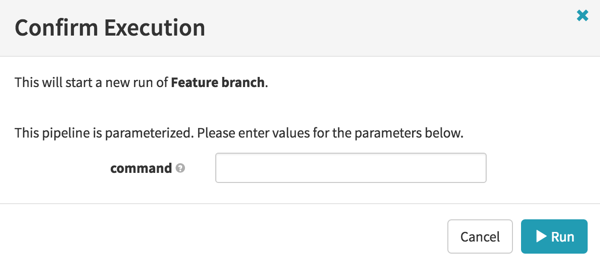 Confirm Execution
This will start a new run of Feature branch.
This pipeline is parameterized. Please enter values for the parameters below.
command ?
Cancel
Run